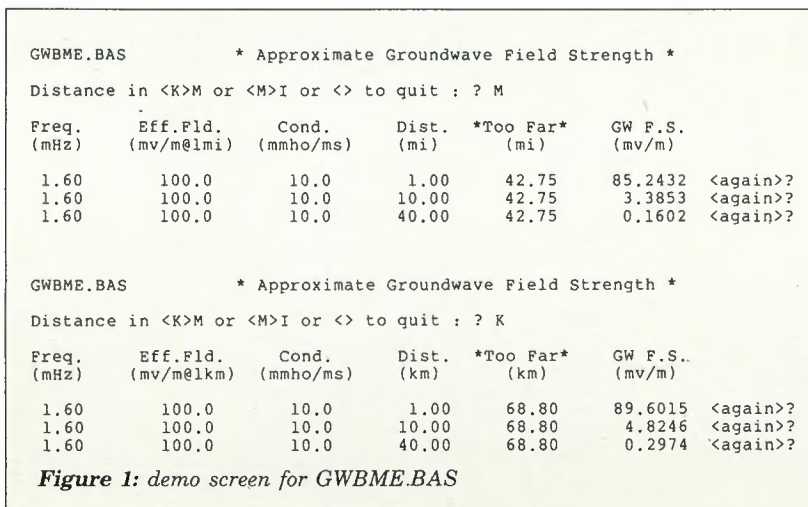 GWBME.BAS * Approximate Groundwave Field Strength *
Distance in <K>M or <M>I or <> to quit : ? M
Freq. Eff.Fld. Cond. Dist. *Too Far* GW F.S.
(mHz) (mv/m@1mi) (mmho/ms) (mi) (mi) (mv/m)
1.60 100.0 10.0 1.00 42.75 85.2432 <again>?
1.60 100.0 10.0 10.00 42.75 3.3853 <again>?
1.60 100.0 10.0 40.00 42.75 0.1602 <again>?
GWBME.BAS * Approximate Groundwave Field Strength *
Distance in <K>M or <M>I or <> to quit : ? K
Freq. Eff.Fld. Cond. Dist. *Too Far* GW F.S.
(mHz) (mv/m@1km) (mmho/ms) (km) (km) (mv/m)
1.60 100.0 10.0 1.00 68.80 89.6015 <again>?
1.60 100.0 10.0 10.00 68.80 4.8246 <again>?
1.60 100.0 10.0 40.00 68.80 0.2974 <again>?
Figure 1: demo screen for GWBME.BAS